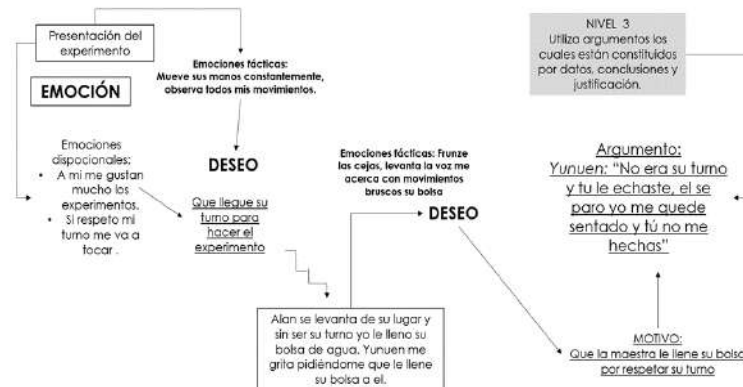 Presentación del
experimento
EMOCIÓN
Emociones fácticas:
Mueve sus manos constantemente,
observa todos mis movimientos.
Emociones
dispocionales:
• A mi me gustan
mucho los
experimentos.
• Si respeto mi
turno me va a
tocar .
DESEO
Que llegue su
turno para
hacer el
experimento
Alan se levanta de su lugar y
sin ser su turno yo le lleno su
bolsa de agua. Yunuen me
grita pidiéndome que le llene
su bolsa a el.
Emociones fácticas: Frunze
las cejas, levanta la voz me
acerca con movimientos
bruscos su bolsa
DESEO
NIVEL 3
Utiliza argumentos los
cuales están constituidos
por datos, conclusiones y
justificación.
Argumento:
Yunuen: “No era su turno
y tu le echaste, el se
paro yo me quede
sentado y tú no me
hechas”
MOTIVO:
Que la maestra le llene su bolsa
por respetar su turno